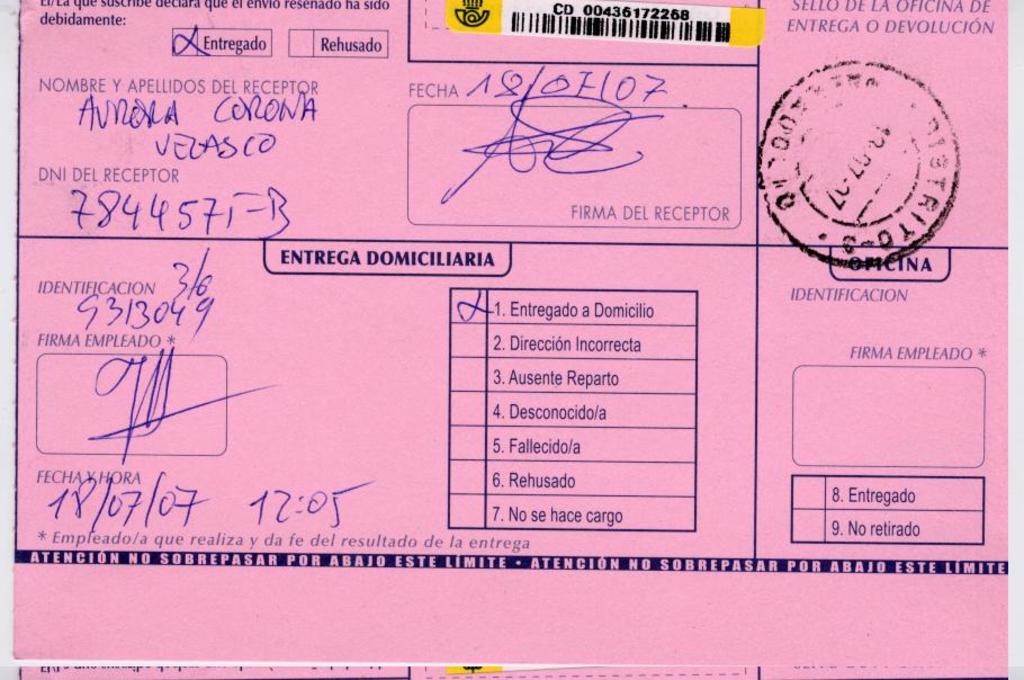 El/La que suscribe declara que el envío reseñado ha sido
debidamente:
Entregado Rehusado
CD 00436172268
SELLO DE LA OFICINA DE
ENTREGA O DEVOLUCIÓN
NOMBRE Y APELLIDOS DEL RECEPTOR
AURORA CORONA
VELASCO
FECHA 18/07/07
DNI DEL RECEPTOR
FIRMA DEL RECEPTOR
DISTRITO-3
ENTREGA DOMICILIARIA
OFICINA
IDENTIFICACION 3/6
9313049
FIRMA EMPLEADO *
1. Entregado a Domicilio
2. Dirección Incorrecta
3. Ausente Reparto
4. Desconocido/a
5. Fallecido/a
6. Rehusado
7. No se hace cargo
IDENTIFICACION
FIRMA EMPLEADO *
8. Entregado
9. No retirado
FECHA Y HORA
18/07/07 12:05
* Empleado/a que realiza y da fe del resultado de la entrega
ATENCIÓN NO SOBREPASAR POR ABAJO ESTE LÍMITE • ATENCIÓN NO SOBREPASAR POR ABAJO ESTE LÍMITE